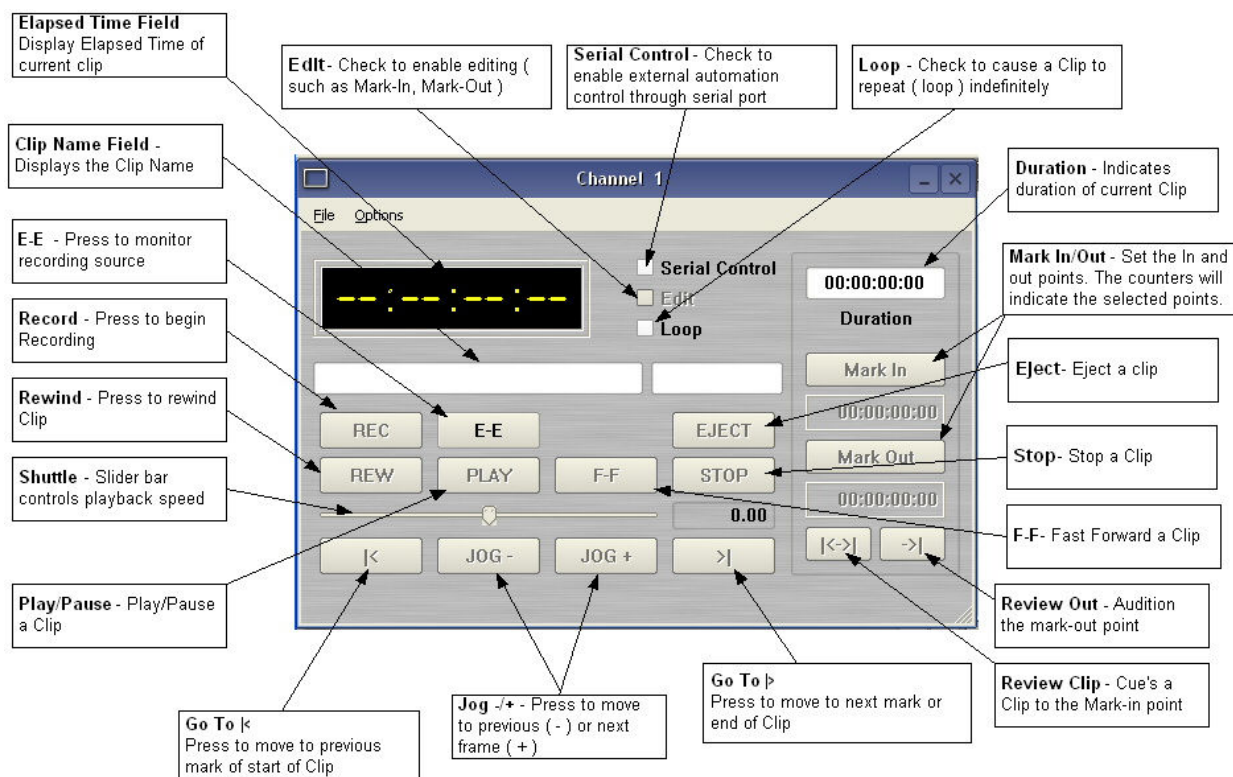 Elapsed Time Field
Display Elapsed Time of
current clip
EdIt- Check to enable editing (
such as Mark-In, Mark-Out )
Serial Control - Check to
enable external automation
control through serial port
Loop - Check to cause a Clip to
repeat ( loop ) indefinitely
Clip Name Field -
Displays the Clip Name
E-E - Press to monitor
recording source
Record - Press to begin
Recording
Rewind - Press to rewind
Clip
Shuttle - Slider bar
controls playback speed
Play/Pause - Play/Pause
a Clip
Channel 1
File Options
--:--:--:--
Serial Control
Edit
Loop
00:00:00:00
Duration
Mark In
00:00:00:00
Mark Out
00:00:00:00
|<->| ->|
REC E-E EJECT
REW PLAY F-F STOP
0.00
|< JOG - JOG + >|
Duration - Indicates
duration of current Clip
Mark In/Out - Set the In and
out points. The counters will
indicate the selected points.
Eject- Eject a clip
Stop- Stop a Clip
F-F- Fast Forward a Clip
Review Out - Audition
the mark-out point
Review Clip - Cue's a
Clip to the Mark-in point
Go To |<
Press to move to previous
mark of start of Clip
Jog -/+ - Press to move
to previous ( - ) or next
frame ( + )
Go To |>
Press to move to next mark or
end of Clip